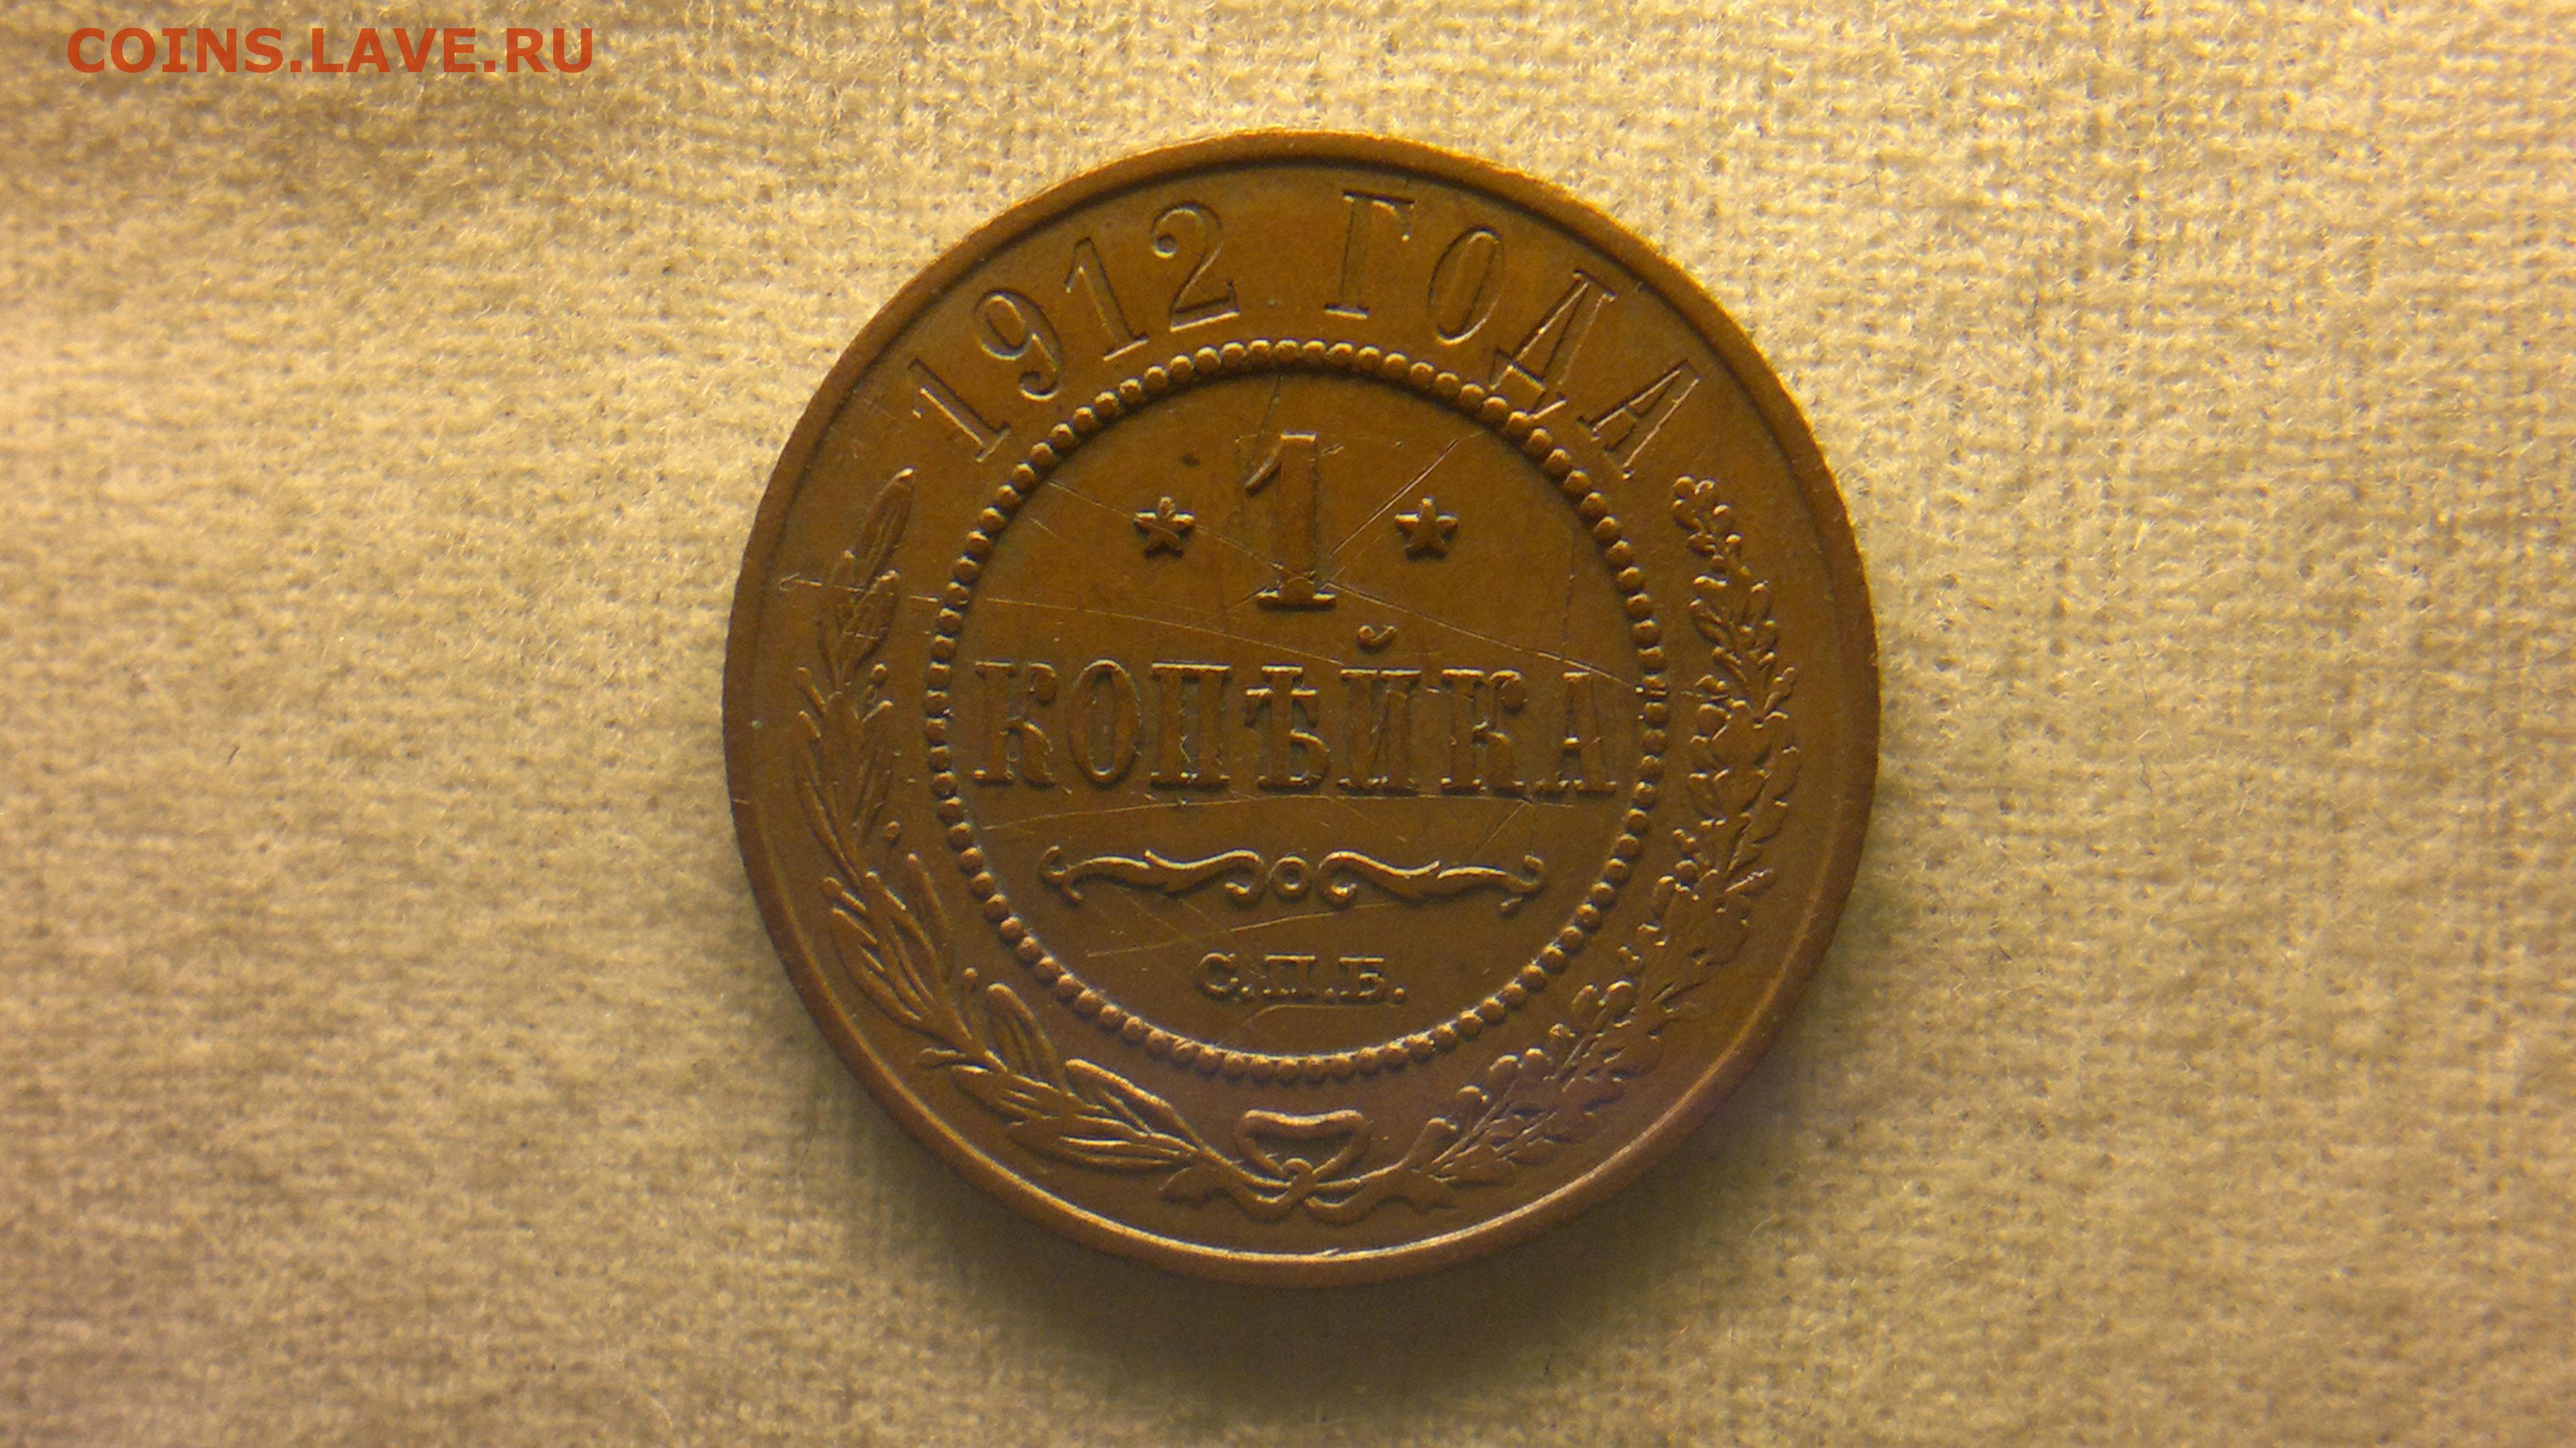 COINS.LAVE.RU
1912 ГОДА
1
КОПѢЙКА
С.П.Б.